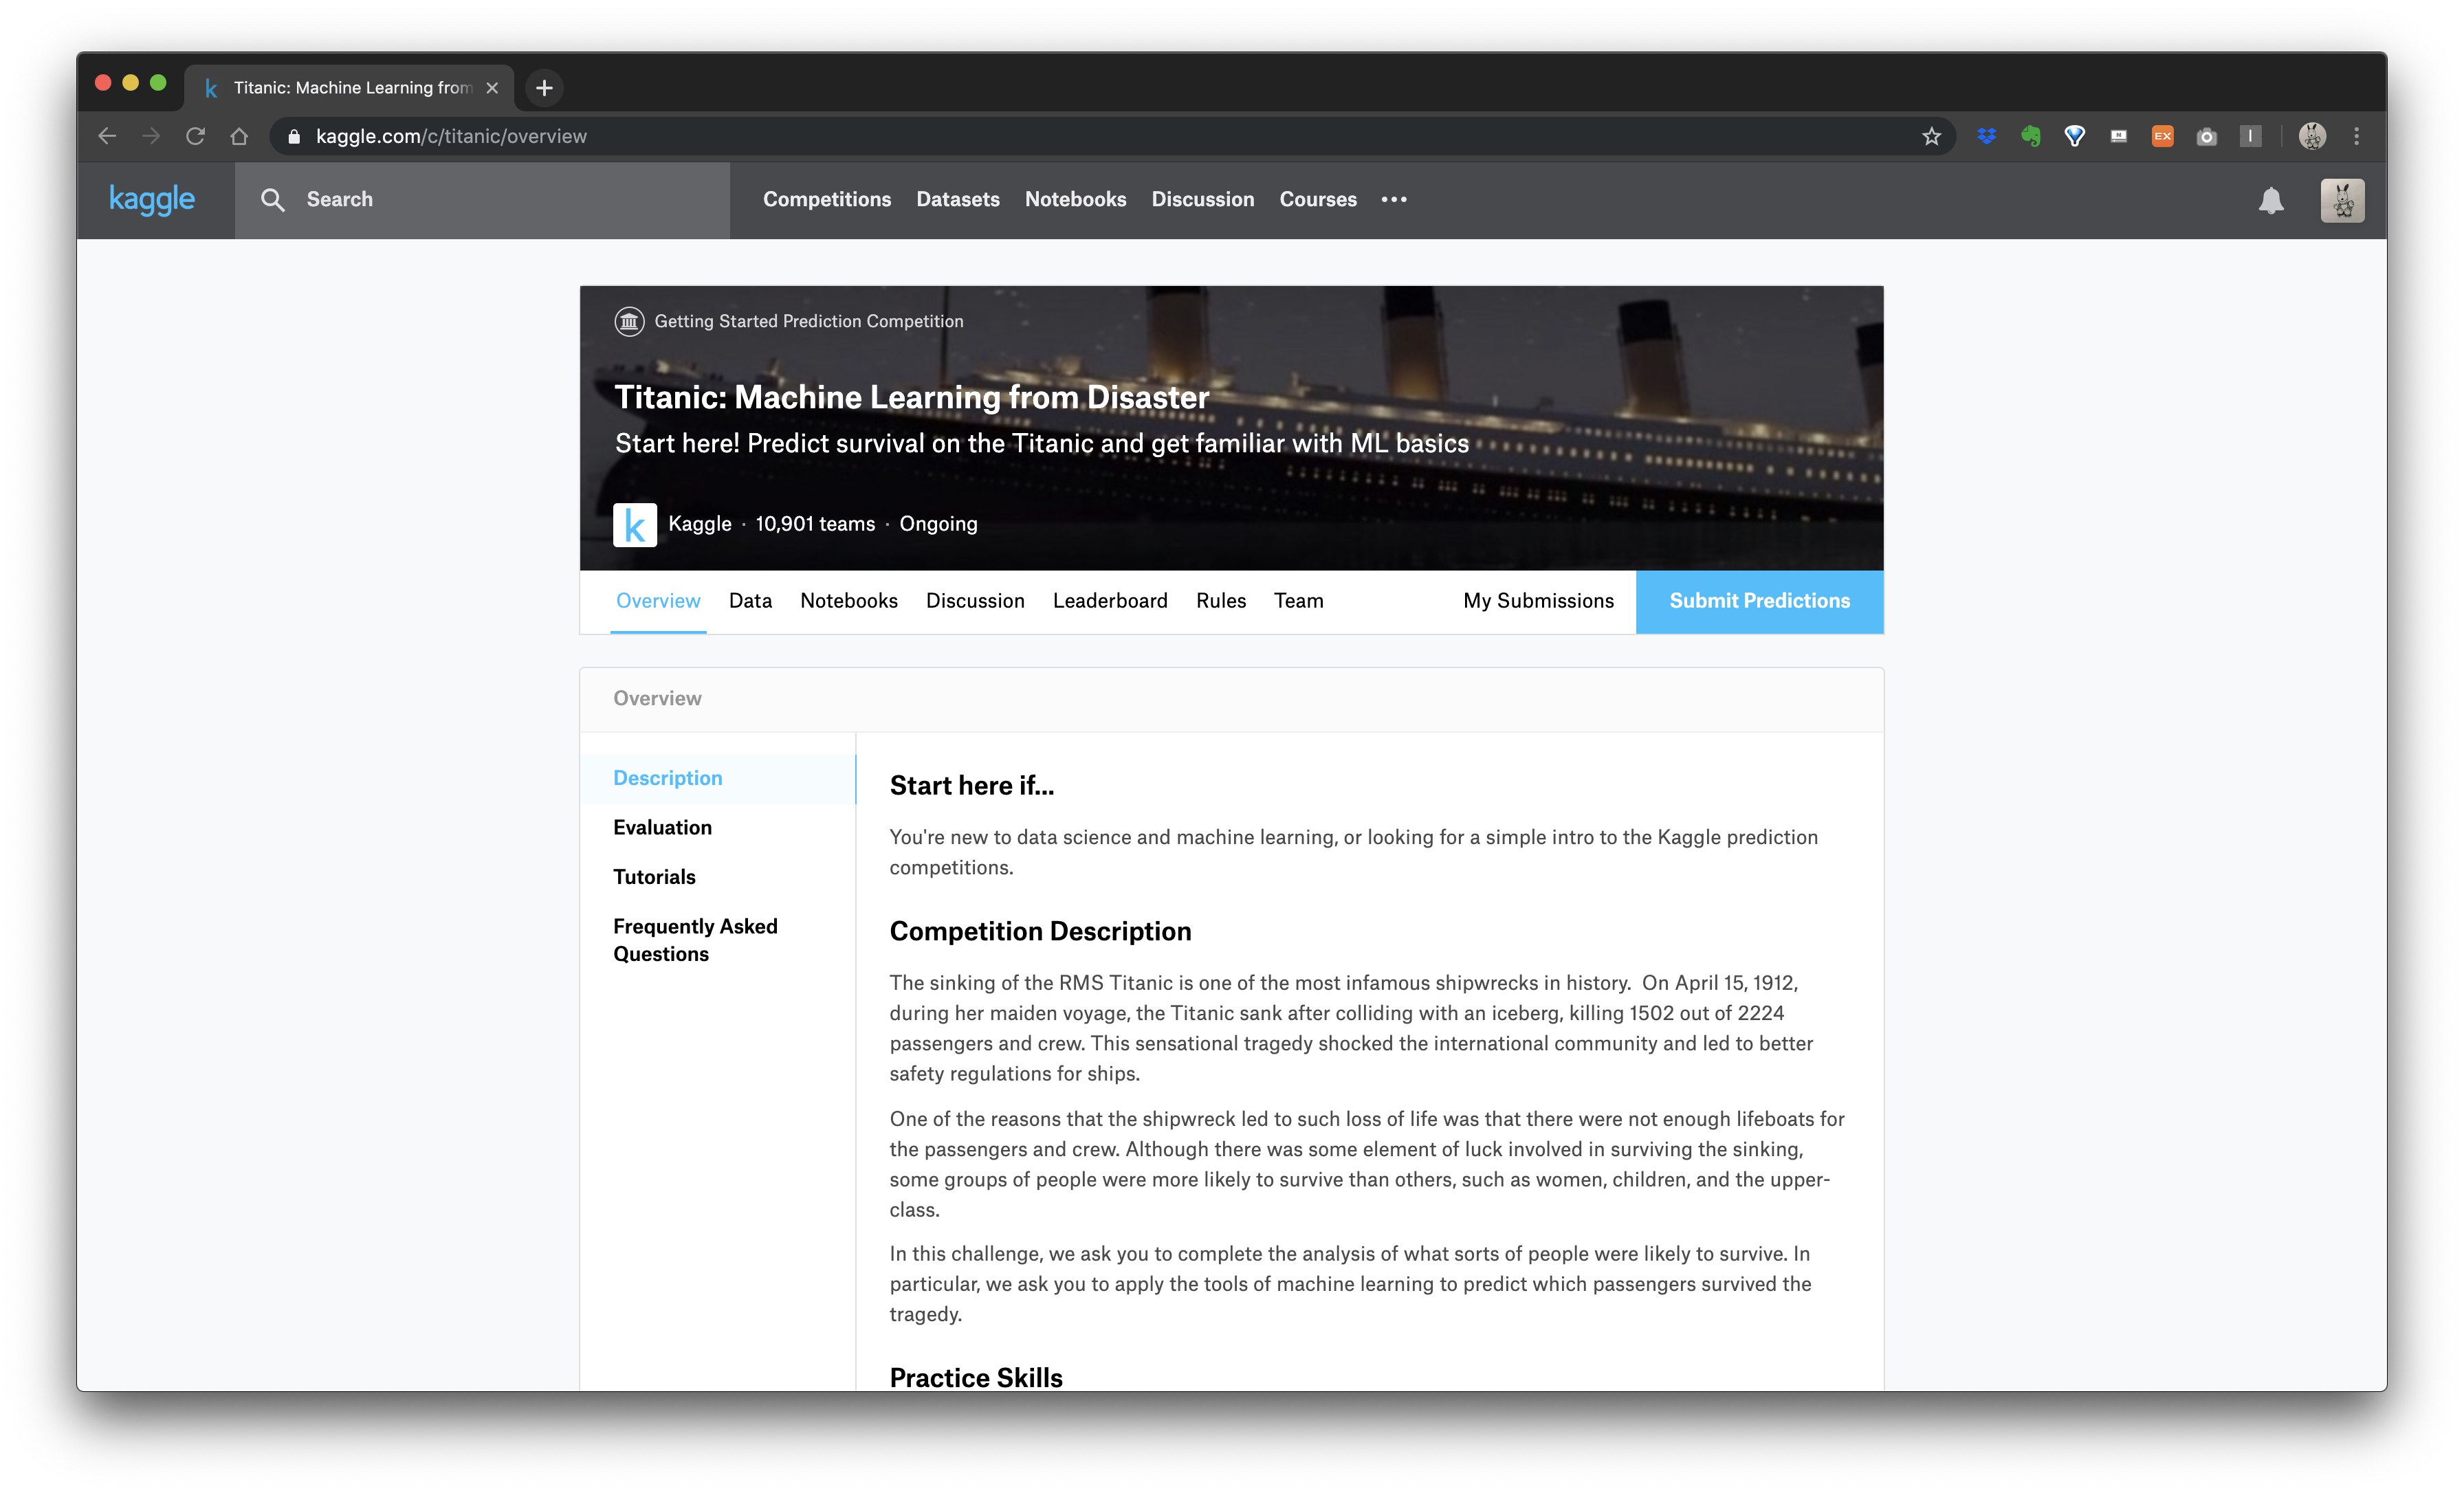 Titanic: Machine Learning from
kaggle.com/c/titanic/overview
N
EX
I
kaggle
Search
Competitions Datasets Notebooks Discussion Courses
Getting Started Prediction Competition
Titanic: Machine Learning from Disaster
Start here! Predict survival on the Titanic and get familiar with ML basics
k
Kaggle · 10,901 teams · Ongoing
Overview Data Notebooks Discussion Leaderboard Rules Team My Submissions Submit Predictions
Overview
Description
Evaluation
Tutorials
Frequently Asked
Questions
Start here if...
You're new to data science and machine learning, or looking for a simple intro to the Kaggle prediction
competitions.
Competition Description
The sinking of the RMS Titanic is one of the most infamous shipwrecks in history.  On April 15, 1912,
during her maiden voyage, the Titanic sank after colliding with an iceberg, killing 1502 out of 2224
passengers and crew. This sensational tragedy shocked the international community and led to better
safety regulations for ships.
One of the reasons that the shipwreck led to such loss of life was that there were not enough lifeboats for
the passengers and crew. Although there was some element of luck involved in surviving the sinking,
some groups of people were more likely to survive than others, such as women, children, and the upper-
class.
In this challenge, we ask you to complete the analysis of what sorts of people were likely to survive. In
particular, we ask you to apply the tools of machine learning to predict which passengers survived the
tragedy.
Practice Skills